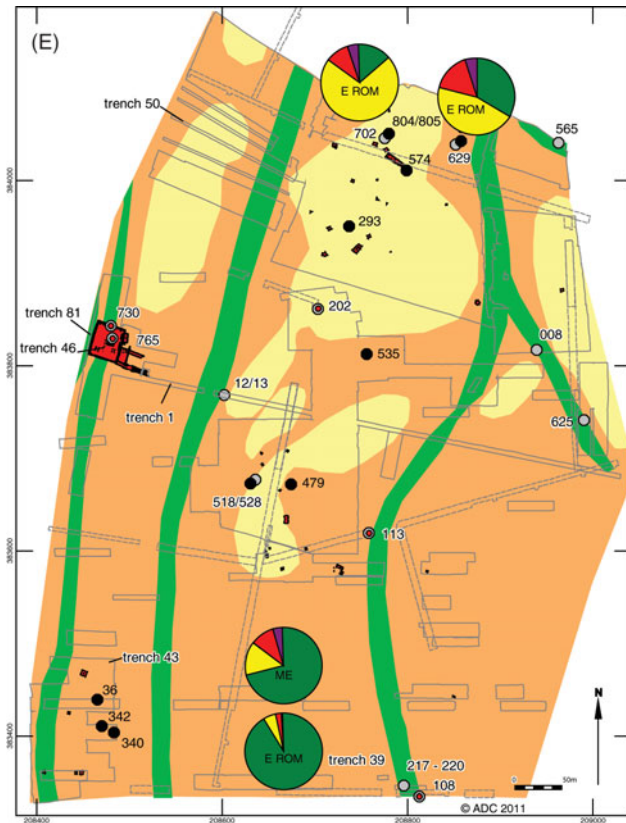 (E)
E ROM
E ROM
trench 50
804/805
702
574
629
565
384000
293
trench 81
730
202
765
trench 46
535
008
383800
12/13
trench 1
625
518/528
479
113
383600
trench 43
ME
36
342
340
E ROM
trench 39
217 - 220
108
N
383400
0
50m
© ADC 2011
208400
208600
208800
209000